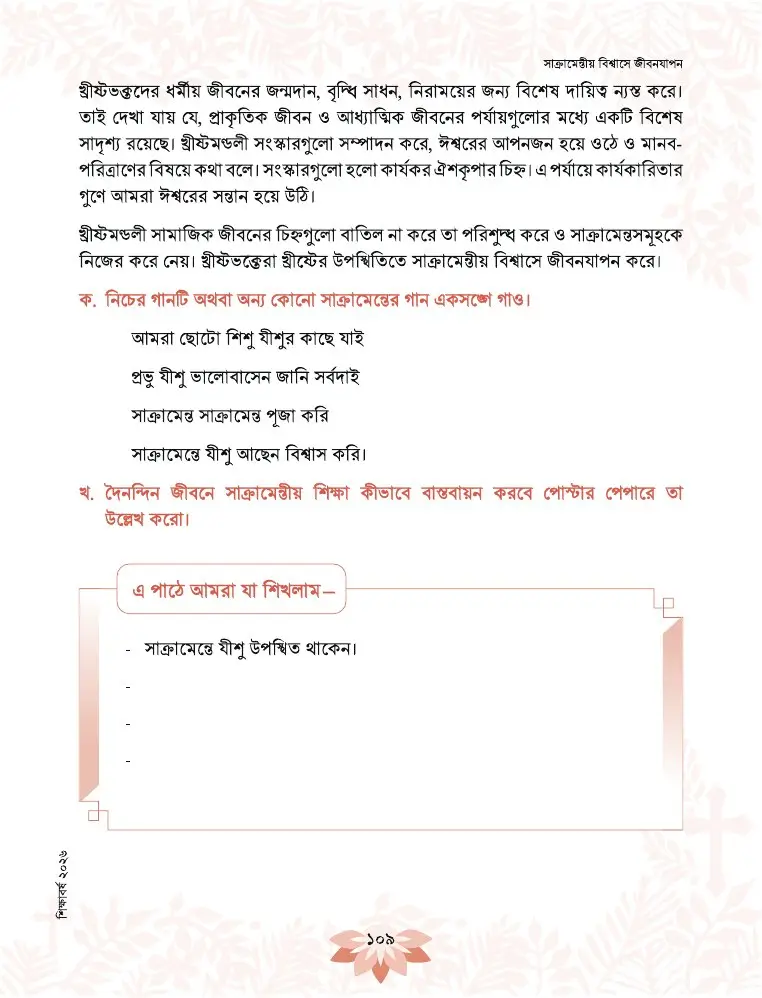 সাক্রামেন্তীয় বিশ্বাসে জীবনযাপন
খ্রীষ্টভক্তদের ধর্মীয় জীবনের জন্মদান, বৃদ্ধি সাধন, নিরাময়ের জন্য বিশেষ দায়িত্ব ন্যস্ত করে।
তাই দেখা যায় যে, প্রাকৃতিক জীবন ও আধ্যাত্মিক জীবনের পর্যায়গুলোর মধ্যে একটি বিশেষ
সাদৃশ্য রয়েছে। খ্রীষ্টমণ্ডলী সংস্কারগুলো সম্পাদন করে, ঈশ্বরের আপনজন হয়ে ওঠে ও মানব-
পরিত্রাণের বিষয়ে কথা বলে। সংস্কারগুলো হলো কার্যকর ঐশকৃপার চিহ্ন। এ পর্যায়ে কার্যকারিতার
গুণে আমরা ঈশ্বরের সন্তান হয়ে উঠি।
খ্রীষ্টমণ্ডলী সামাজিক জীবনের চিহ্নগুলো বাতিল না করে তা পরিশুদ্ধ করে ও সাক্রামেন্তসমূহকে
নিজের করে নেয়। খ্রীষ্টভক্তেরা খ্রীষ্টের উপস্থিতিতে সাক্রামেন্তীয় বিশ্বাসে জীবনযাপন করে।
ক. নিচের গানটি অথবা অন্য কোনো সাক্রামেন্তের গান একসঙ্গে গাও।
আমরা ছোটো শিশু যীশুর কাছে যাই
প্রভু যীশু ভালোবাসেন জানি সর্বদাই
সাক্রামেন্ত সাক্রামেন্ত পূজা করি
সাক্রামেন্তে যীশু আছেন বিশ্বাস করি।
খ. দৈনন্দিন জীবনে সাক্রামেন্তীয় শিক্ষা কীভাবে বাস্তবায়ন করবে পোস্টার পেপারে তা
উল্লেখ করো।
এ পাঠে আমরা যা শিখলাম–
- সাক্রামেন্তে যীশু উপস্থিত থাকেন।
-
-
-
শিক্ষাবর্ষ ২০২৬
১০৯